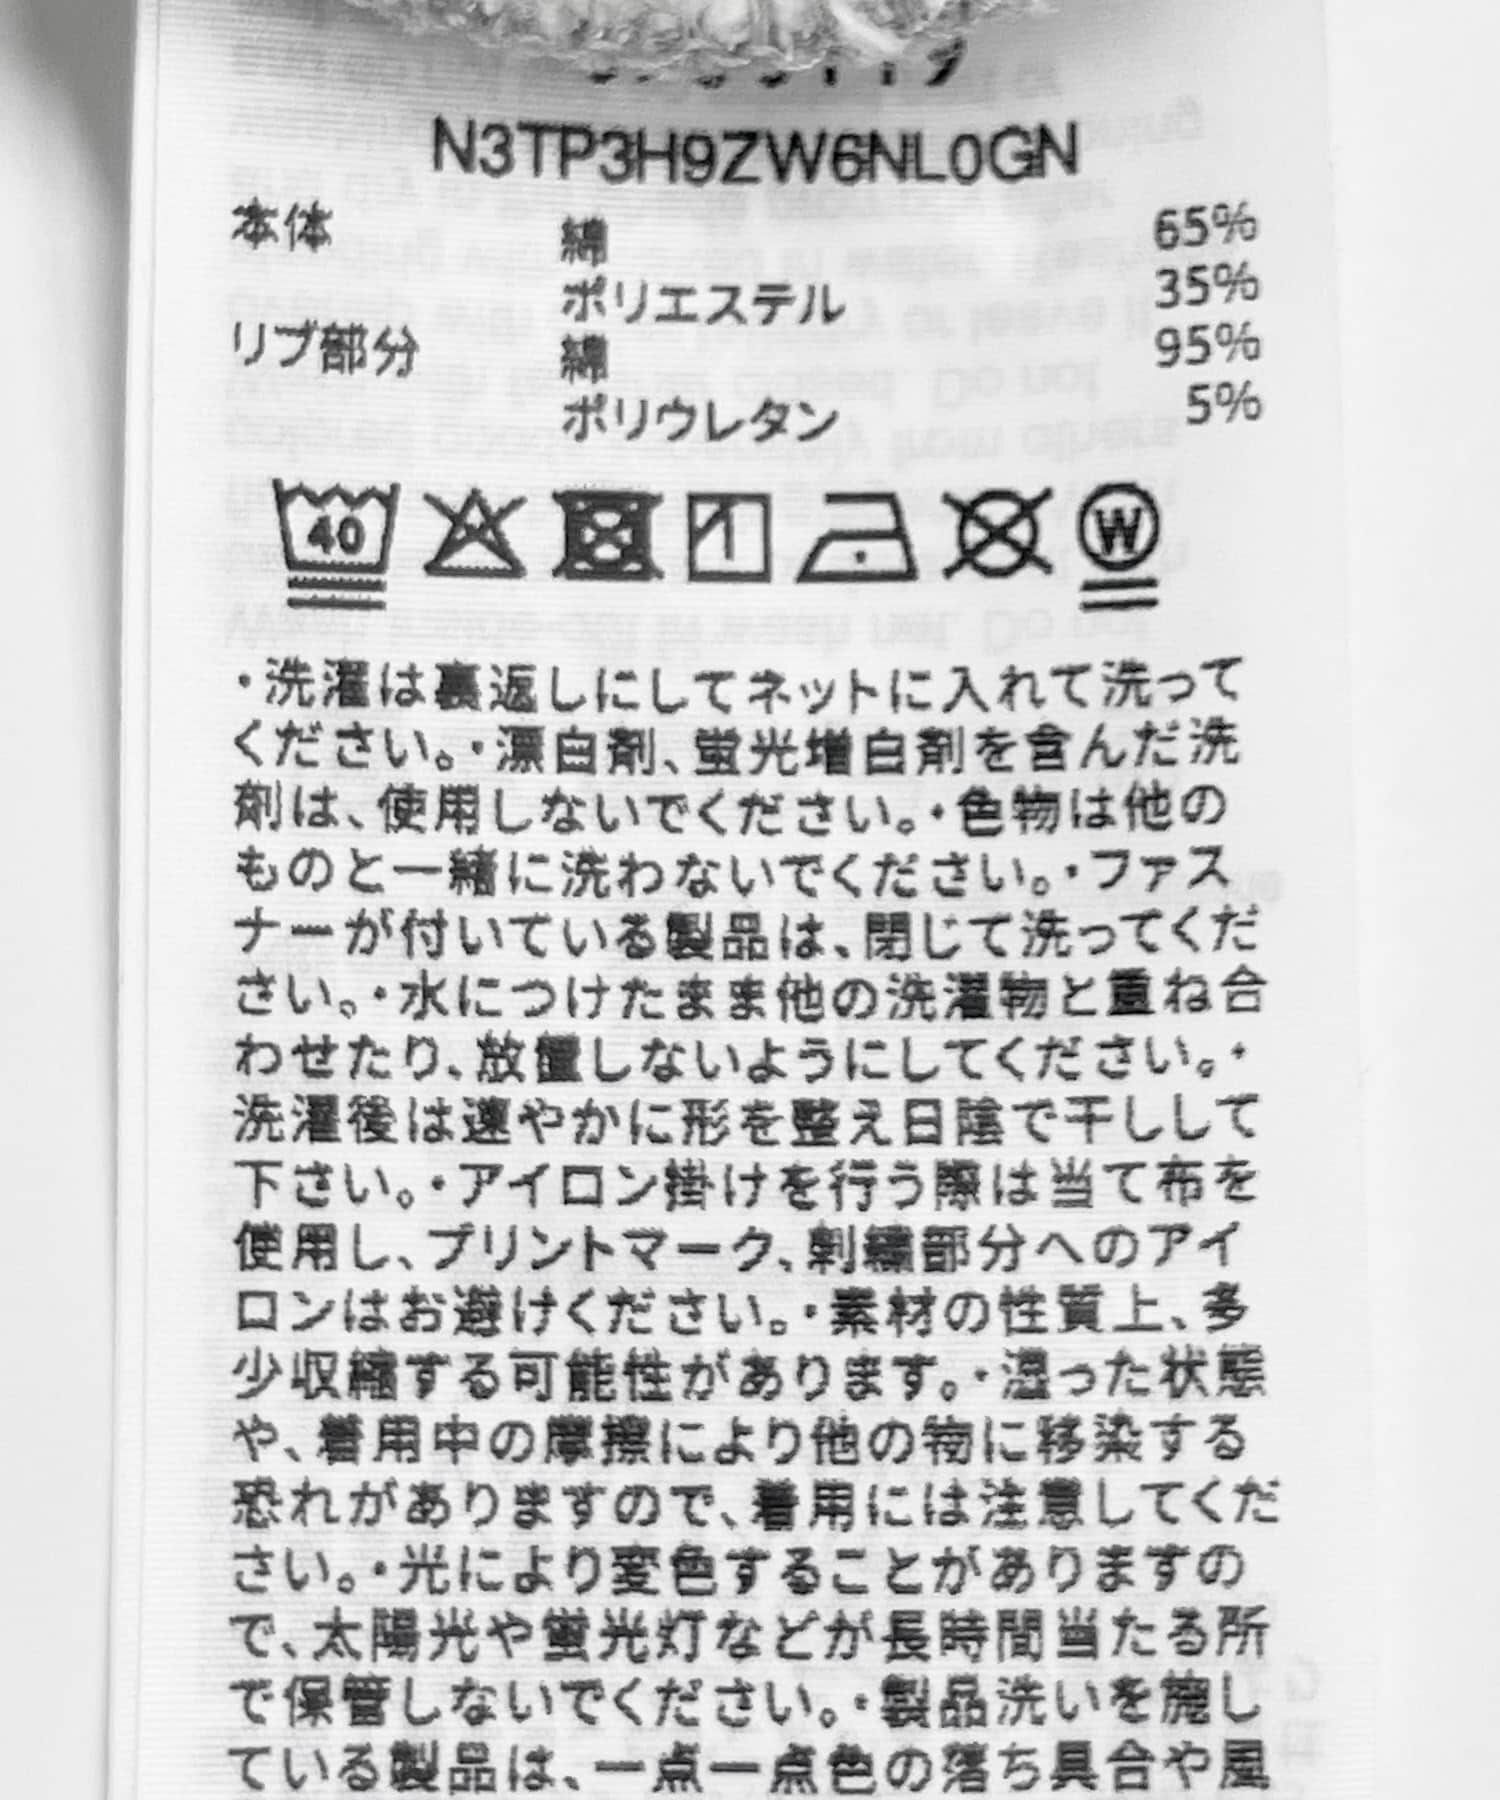 N3TP3H9ZW6NL0GN
本体 綿 65%
ポリエステル 35%
リブ部分 綿 95%
ポリウレタン 5%
40 W
・洗濯は裏返しにしてネットに入れて洗って
ください。・漂白剤、蛍光増白剤を含んだ洗
剤は、使用しないでください。・色物は他の
ものと一緒に洗わないでください。・ファス
ナーが付いている製品は、閉じて洗ってくだ
さい。・水につけたまま他の洗濯物と重ね合
わせたり、放置しないようにしてください。・
洗濯後は速やかに形を整え日陰で干しして
下さい。・アイロン掛けを行う際は当て布を
使用し、プリントマーク、刺繍部分へのアイ
ロンはお避けください。・素材の性質上、多
少収縮する可能性があります。・湿った状態
や、着用中の摩擦により他の物に移染する
恐れがありますので、着用には注意してくだ
さい。・光により変色することがありますの
で、太陽光や蛍光灯などが長時間当たる所
で保管しないでください。・製品洗いを施し
ている製品は、一点一点色の落ち具合や風